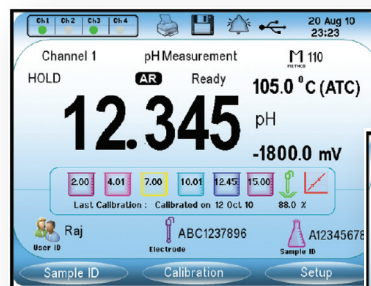 Ch1 Ch2 Ch3 Ch4
20 Aug 10
23:23
Channel 1 pH Measurement M 110
METHOD
HOLD AR Ready 105.0 °C (ATC)
12.345 pH
-1800.0 mV
2.00 4.01 7.00 10.01 12.45 15.00
Last Calibration : Calibrated on 12 Oct 10 88.0 %
Raj ABC1237896 A12345678
User ID Electrode Sample ID
Sample ID Calibration Setup